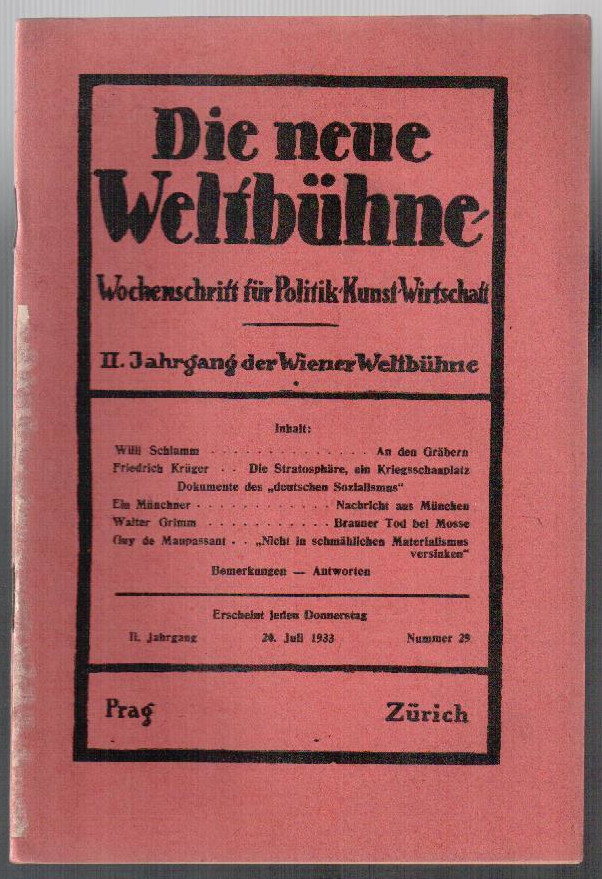 Die neue
Weltbühne
Wochenschrift für Politik·Kunst·Wirtschaft
II. Jahrgang der Wiener Weltbühne
Inhalt:
Willi Schlamm . . . . . . . . . . . . . . . An den Gräbern
Friedrich Krüger . . Die Stratosphäre, ein Kriegsschauplatz
Dokumente des „deutschen Sozialismus“
Ein Münchner . . . . . . . . . . . . Nachricht aus München
Walter Grimm . . . . . . . . . . . Brauner Tod bei Mosse
Guy de Maupassant . . „Nicht in schmählichen Materialismus
versinken“
Bemerkungen — Antworten
Erscheint jeden Donnerstag
II. Jahrgang 20. Juli 1933 Nummer 29
Prag Zürich